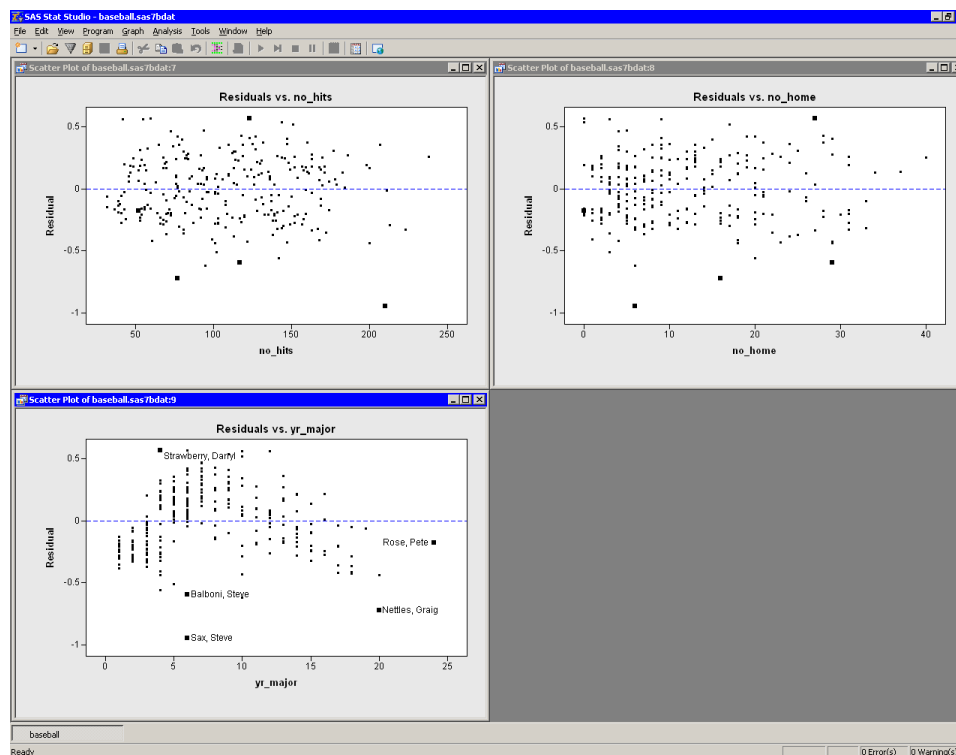 SAS Stat Studio - baseball.sas7bdat
File Edit View Program Graph Analysis Tools Window Help
Scatter Plot of baseball.sas7bdat:7
Residuals vs. no_hits
0.5
0
-0.5
-1
Residual
50 100 150 200 250
no_hits
Scatter Plot of baseball.sas7bdat:8
Residuals vs. no_home
0.5
0
-0.5
-1
Residual
0 10 20 30 40
no_home
Scatter Plot of baseball.sas7bdat:9
Residuals vs. yr_major
0.5
0
-0.5
-1
Residual
Strawberry, Darryl
Rose, Pete
Balboni, Steve
Nettles, Graig
Sax, Steve
0 5 10 15 20 25
yr_major
baseball
Ready
0 Error(s) 0 Warning(s)